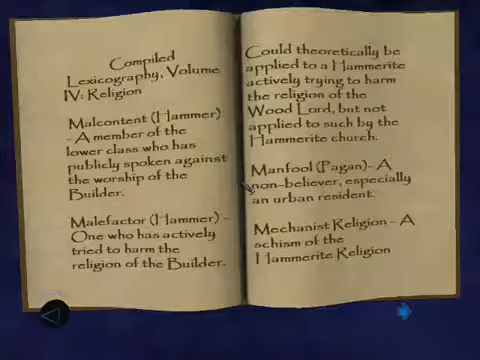 Compiled
Lexicography, Volume
IV: Religion
Malcontent (Hammer)
- A member of the
lower class who has
publicly spoken against
the worship of the
Builder.
Malefactor (Hammer) -
One who has actively
tried to harm the
religion of the Builder.
Could theoretically be
applied to a Hammerite
actively trying to harm
the religion of the
Wood Lord, but not
applied to such by the
Hammerite church.
Manfool (Pagan)- A
non-believer, especially
an urban resident.
Mechanist Religion - A
schism of the
Hammerite Religion